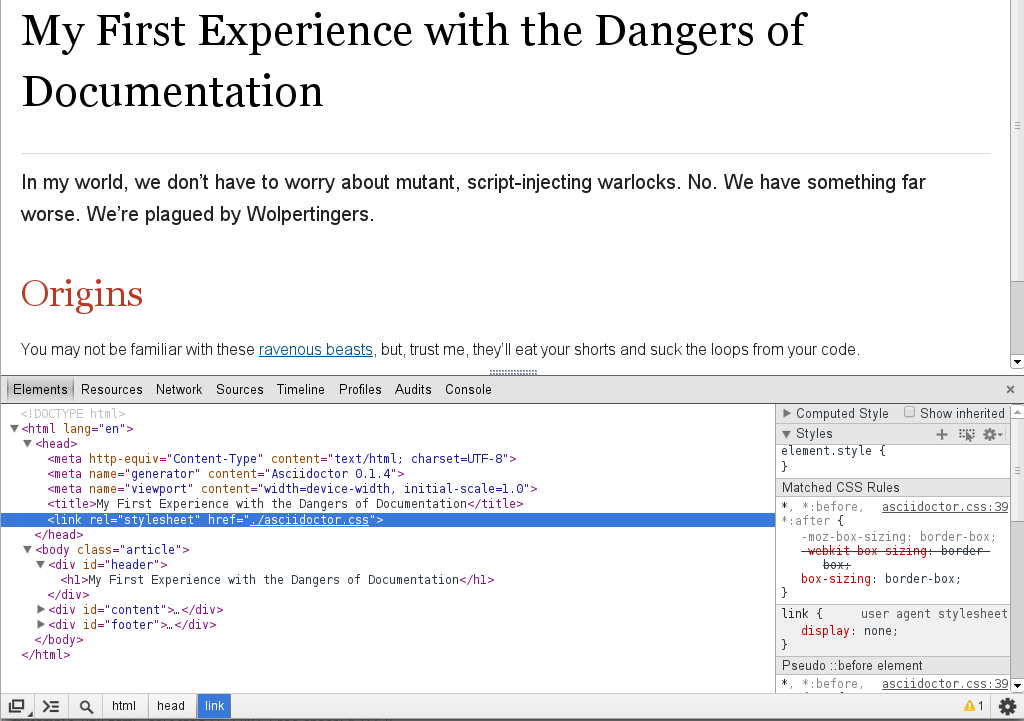 My First Experience with the Dangers of
Documentation
In my world, we don’t have to worry about mutant, script-injecting warlocks. No. We have something far
worse. We’re plagued by Wolpertingers.
Origins
You may not be familiar with these ravenous beasts, but, trust me, they’ll eat your shorts and suck the loops from your code.
Elements Resources Network Sources Timeline Profiles Audits Console
<!DOCTYPE html>
<html lang="en">
<head>
<meta http-equiv="Content-Type" content="text/html; charset=UTF-8">
<meta name="generator" content="Asciidoctor 0.1.4">
<meta name="viewport" content="width=device-width, initial-scale=1.0">
<title>My First Experience with the Dangers of Documentation</title>
<link rel="stylesheet" href="./asciidoctor.css">
</head>
<body class="article">
<div id="header">
<h1>My First Experience with the Dangers of Documentation</h1>
</div>
<div id="content">…</div>
<div id="footer">…</div>
</body>
</html>
Computed Style Show inherited
Styles
element.style {
}
Matched CSS Rules
*, *:before, asciidoctor.css:39
*:after {
-moz-box-sizing: border-box;
-webkit-box-sizing: border-
box;
box-sizing: border-box;
}
link { user agent stylesheet
display: none;
}
Pseudo ::before element
*, *:before, asciidoctor.css:39
html head link 1